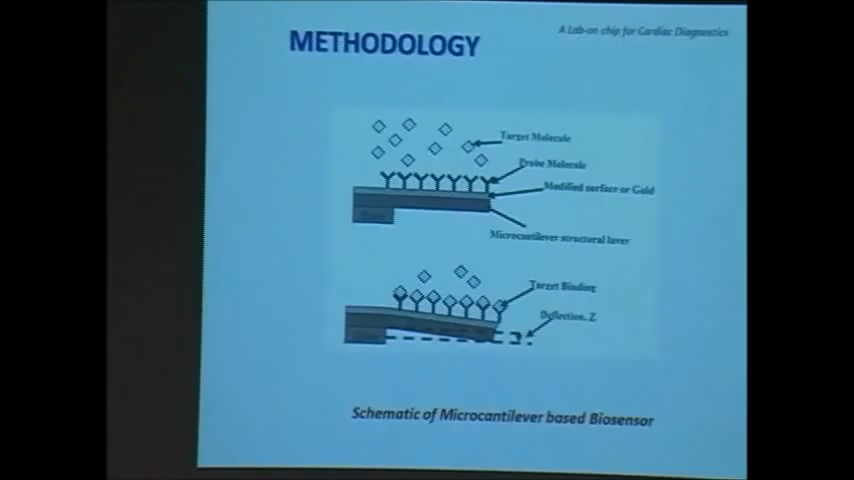 METHODOLOGY
A Lab-on chip for Cardiac Diagnostics
Target Molecule
Probe Molecule
Modified surface or Gold
Microcantilever structural layer
Target Binding
Deflection, Z
Schematic of Microcantilever based Biosensor